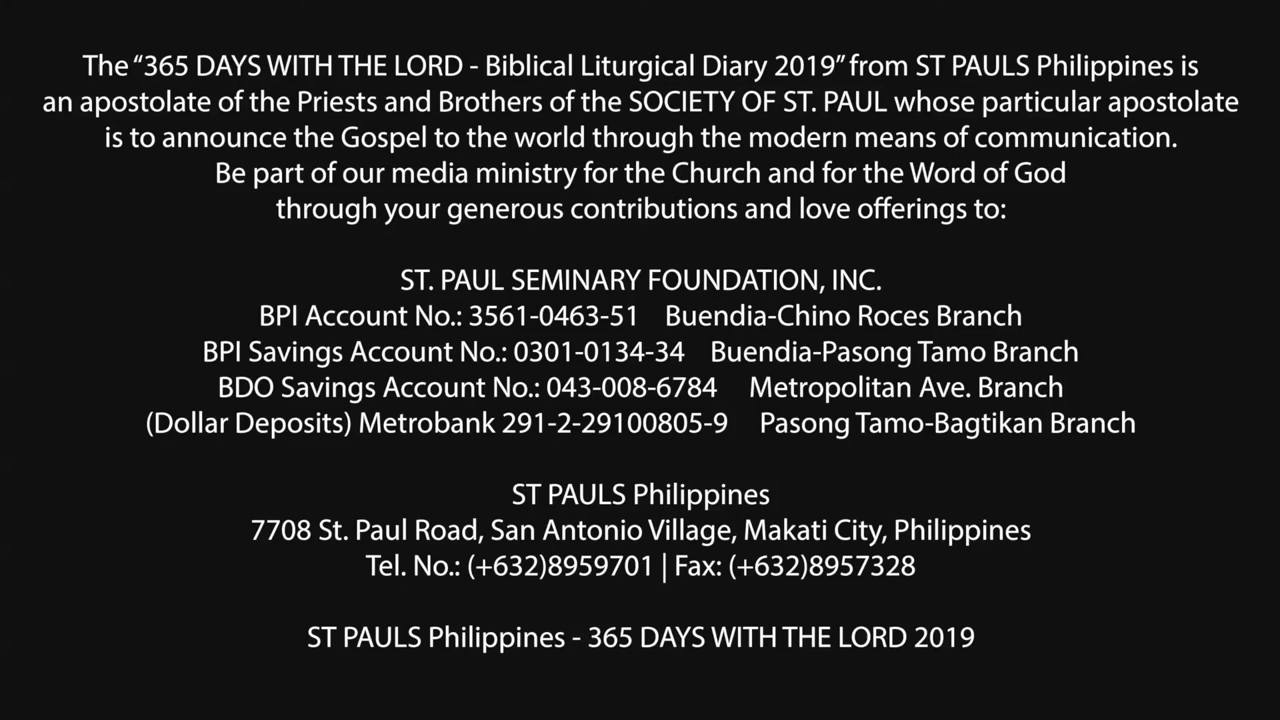 The “365 DAYS WITH THE LORD - Biblical Liturgical Diary 2019” from ST PAULS Philippines is
an apostolate of the Priests and Brothers of the SOCIETY OF ST. PAUL whose particular apostolate
is to announce the Gospel to the world through the modern means of communication.
Be part of our media ministry for the Church and for the Word of God
through your generous contributions and love offerings to:
ST. PAUL SEMINARY FOUNDATION, INC.
BPI Account No.: 3561-0463-51 Buendia-Chino Roces Branch
BPI Savings Account No.: 0301-0134-34 Buendia-Pasong Tamo Branch
BDO Savings Account No.: 043-008-6784 Metropolitan Ave. Branch
(Dollar Deposits) Metrobank 291-2-29100805-9 Pasong Tamo-Bagtikan Branch
ST PAULS Philippines
7708 St. Paul Road, San Antonio Village, Makati City, Philippines
Tel. No.: (+632)8959701 | Fax: (+632)8957328
ST PAULS Philippines - 365 DAYS WITH THE LORD 2019